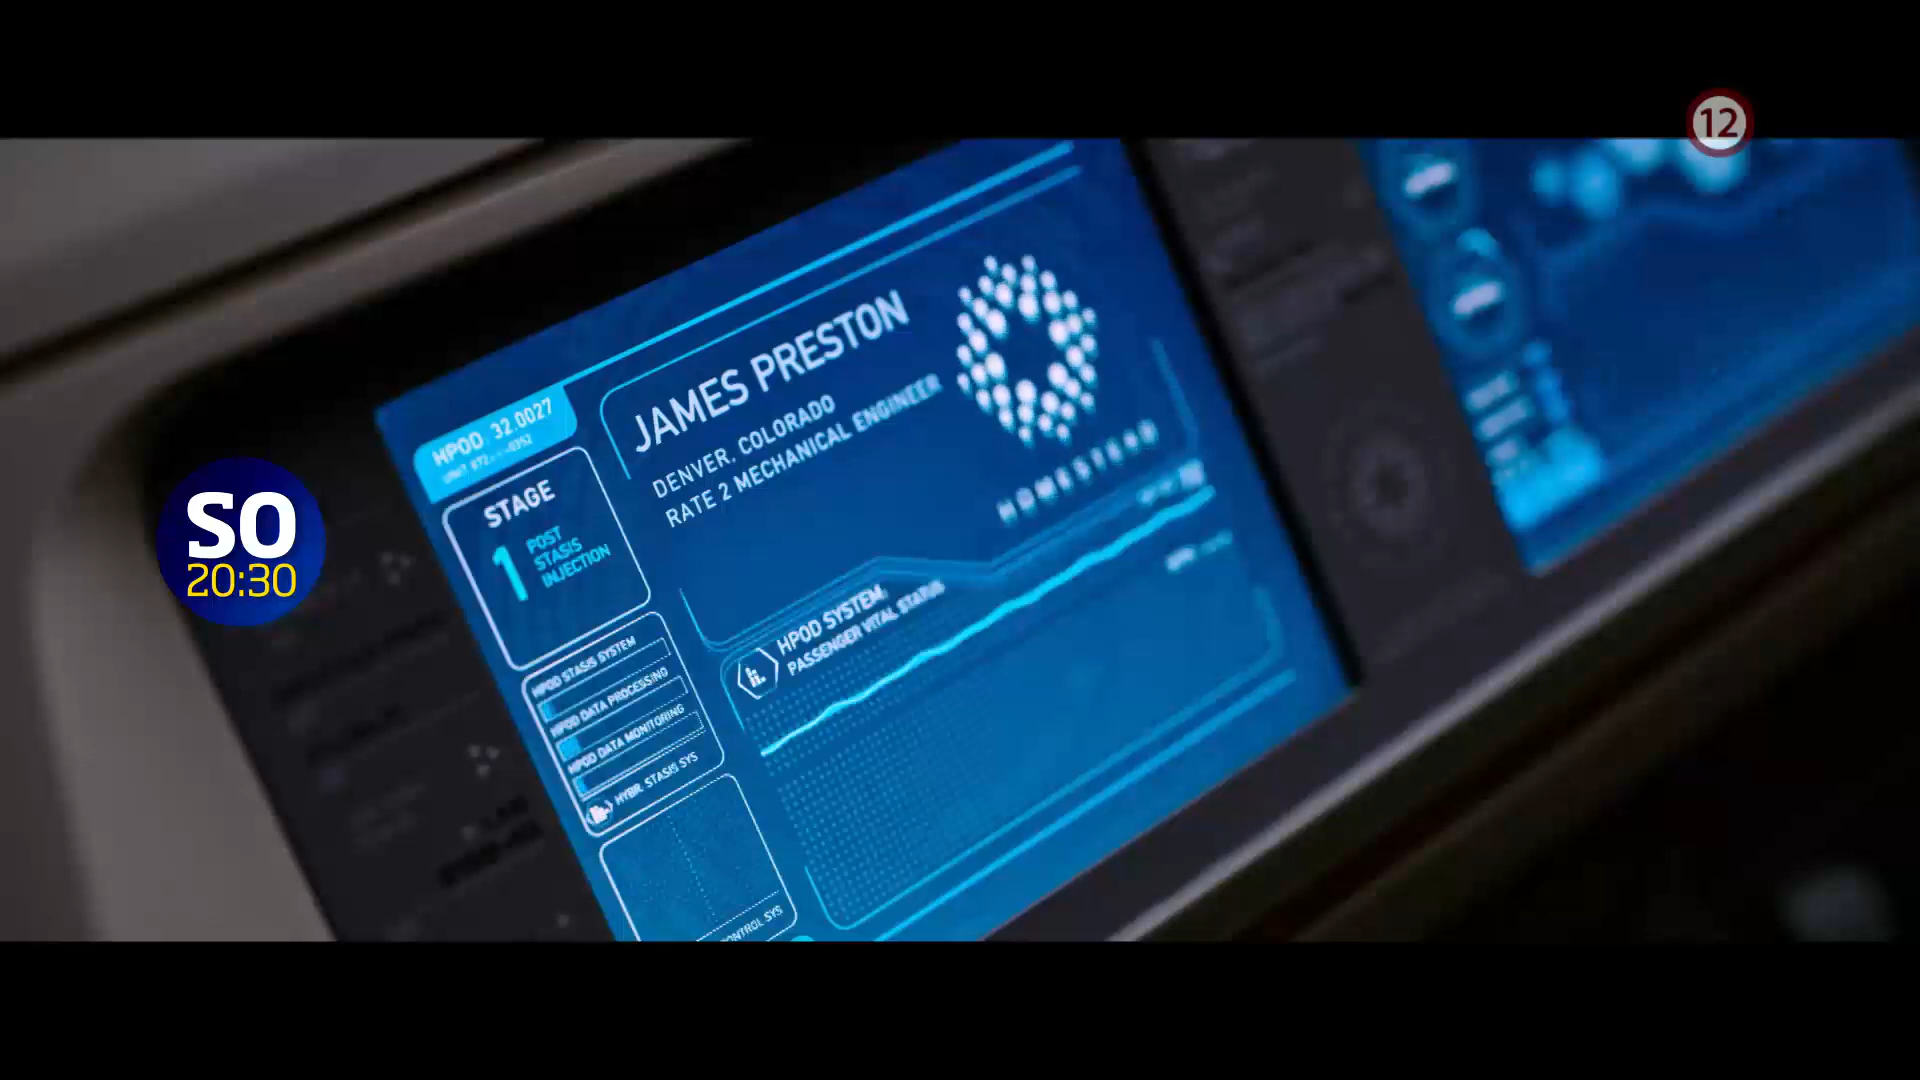 12
JAMES PRESTON
DENVER, COLORADO
RATE 2 MECHANICAL ENGINEER
HOMESTEAD
HPOD 32.0027
STAGE
1 POST
STASIS
INJECTION
SO
20:30
HPOD SYSTEM.
PASSENGER VITAL STATUS
HPOD STASIS SYSTEM
HPOD DATA PROCESSING
HPOD DATA MONITORING
HYBR. STASIS SYS
CONTROL SYS